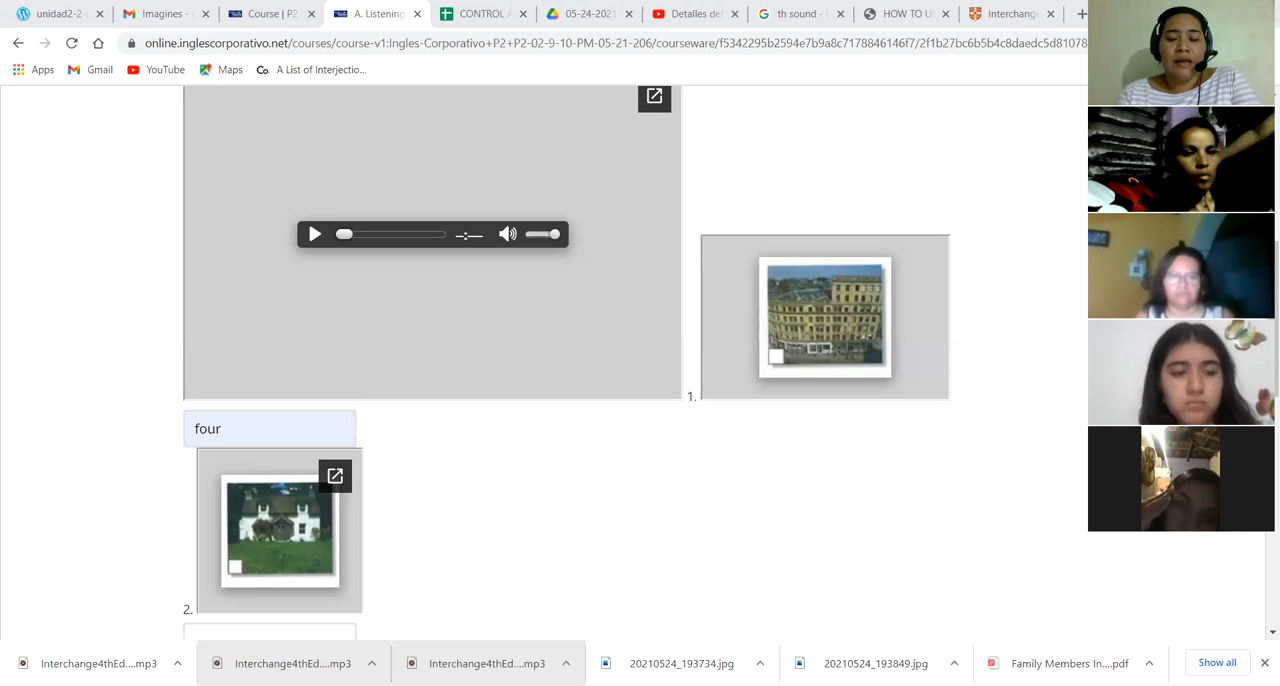 unidad2-2-
Imagines -
Course | P2
A. Listening
CONTROL A
05-24-2021
Detalles del
th sound -
HOW TO U
Interchang
online.inglescorporativo.net/courses/course-v1:Ingles-Corporativo+P2+P2-02-9-10-PM-05-21-206/courseware/f5342295b2594e7b9a8c7178846146f7/2f1b27bc6b5b4c8daedc5d81078
Apps
Gmail
YouTube
Maps
Co.
A List of Interjectio...
-:--
1.
four
2.
Interchange4thEd....mp3
Interchange4thEd....mp3
Interchange4thEd....mp3
20210524_193734.jpg
20210524_193849.jpg
Family Members In....pdf
Show all